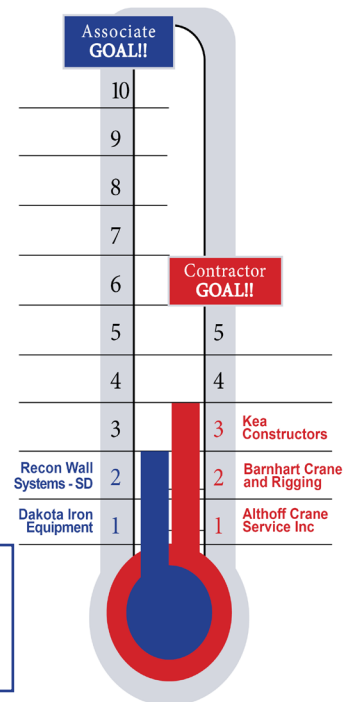 Associate
GOAL!!
10
9
8
7
6
Contractor
GOAL!!
5 5
4 4
3 3 Kea
Constructors
Recon Wall
Systems - SD 2 2 Barnhart Crane
and Rigging
Dakota Iron
Equipment 1 1 Althoff Crane
Service Inc